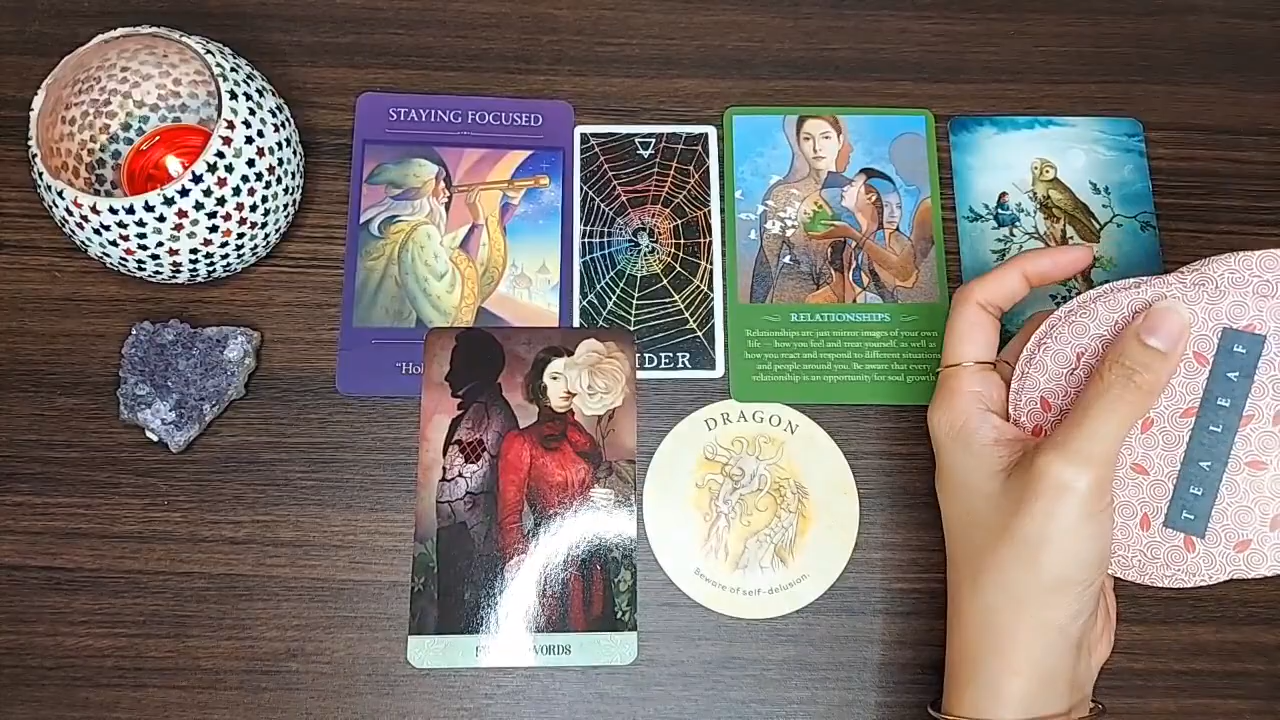 STAYING FOCUSED
RELATIONSHIPS
Relationships are just mirror images of your own
life — how you feel and treat yourself, as well as
how you react and respond to different situations
and people around you. Be aware that every
relationship is an opportunity for soul growth
DRAGON
Beware of self-delusion.
TEA LEAF